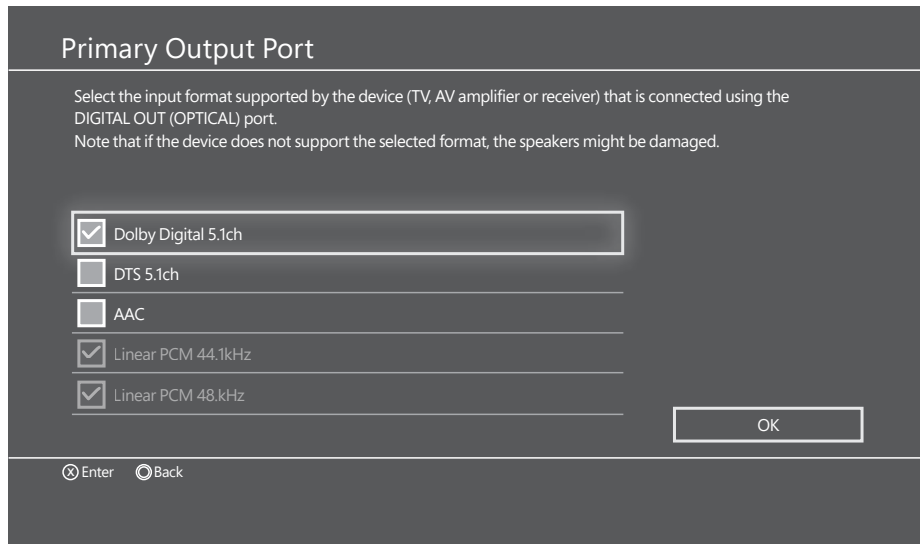 Primary Output Port
Select the input format supported by the device (TV, AV amplifier or receiver) that is connected using the
DIGITAL OUT (OPTICAL) port.
Note that if the device does not support the selected format, the speakers might be damaged.
Dolby Digital 5.1ch
DTS 5.1ch
AAC
Linear PCM 44.1kHz
Linear PCM 48.kHz
OK
Ⓧ Enter ◯ Back